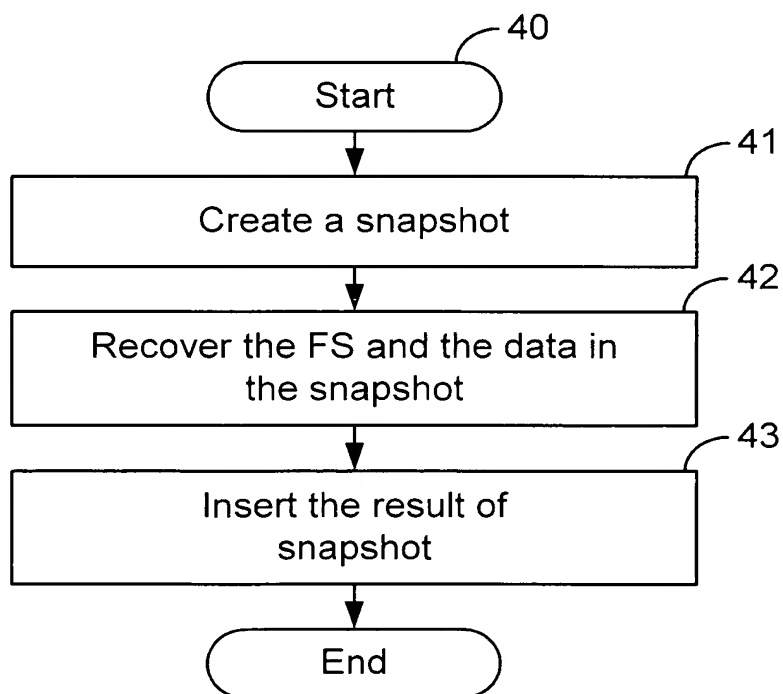 40
Start
41
Create a snapshot
42
Recover the FS and the data in
the snapshot
43
Insert the result of
snapshot
End